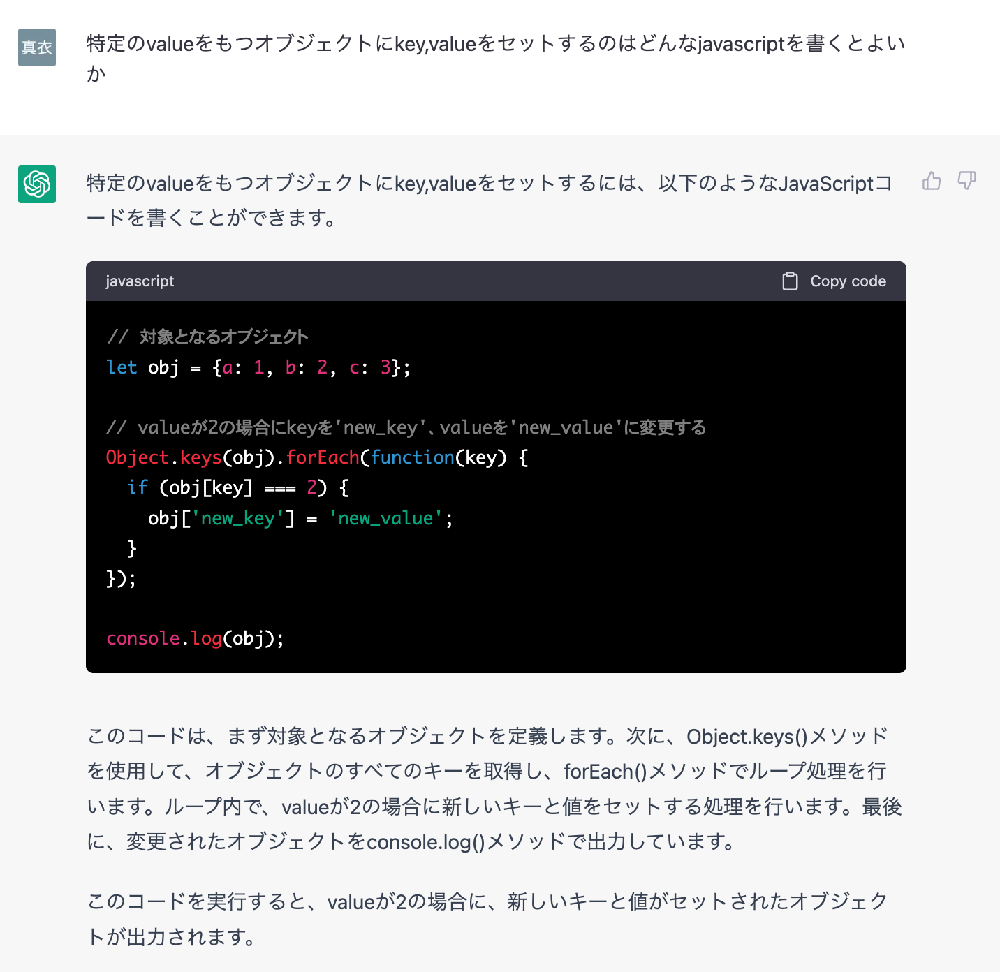 真衣
特定のvalueをもつオブジェクトにkey,valueをセットするのはどんなjavascriptを書くとよい
か
特定のvalueをもつオブジェクトにkey,valueをセットするには、以下のようなJavaScriptコ
ードを書くことができます。
javascript
Copy code
// 対象となるオブジェクト
let obj = {a: 1, b: 2, c: 3};
// valueが2の場合にkeyを'new_key'、valueを'new_value'に変更する
Object.keys(obj).forEach(function(key) {
  if (obj[key] === 2) {
    obj['new_key'] = 'new_value';
  }
});
console.log(obj);
このコードは、まず対象となるオブジェクトを定義します。次に、Object.keys()メソッド
を使用して、オブジェクトのすべてのキーを取得し、forEach()メソッドでループ処理を行
います。ループ内で、valueが2の場合に新しいキーと値をセットする処理を行います。最後
に、変更されたオブジェクトをconsole.log()メソッドで出力しています。
このコードを実行すると、valueが2の場合に、新しいキーと値がセットされたオブジェク
トが出力されます。